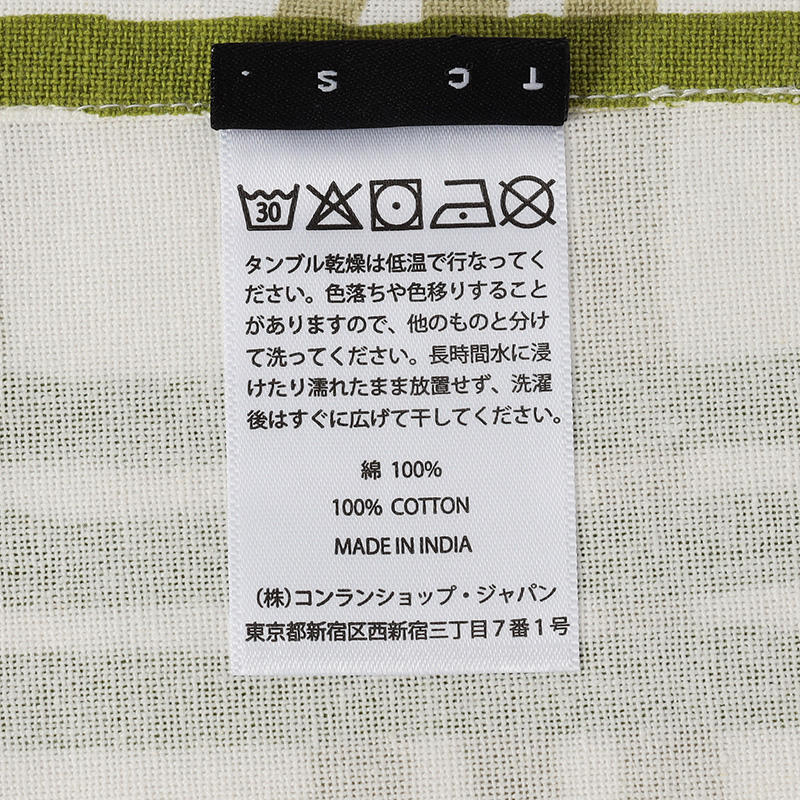 T C S .
30
タンブル乾燥は低温で行なってく
ださい。色落ちや色移りすること
がありますので、他のものと分け
て洗ってください。長時間水に浸
けたり濡れたまま放置せず、洗濯
後はすぐに広げて干してください。
綿 100%
100% COTTON
MADE IN INDIA
(株)コンランショップ・ジャパン
東京都新宿区西新宿三丁目7番1号